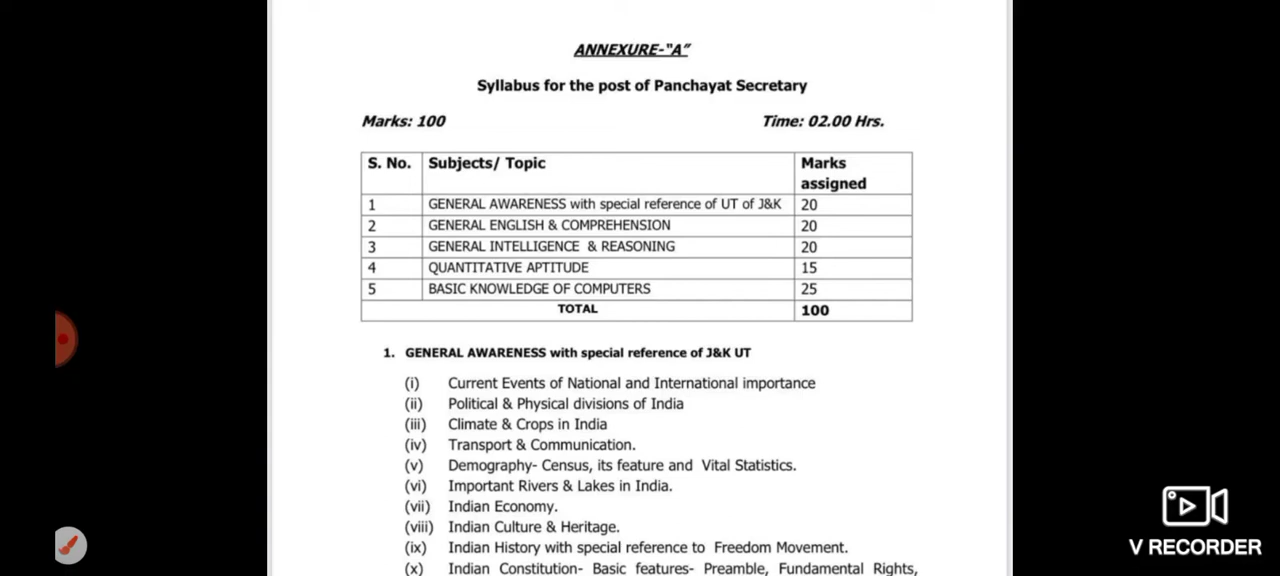 ANNEXURE-"A"
Syllabus for the post of Panchayat Secretary
Marks: 100 Time: 02.00 Hrs.
S. No. Subjects/ Topic Marks assigned
1 GENERAL AWARENESS with special reference of UT of J&K 20
2 GENERAL ENGLISH & COMPREHENSION 20
3 GENERAL INTELLIGENCE & REASONING 20
4 QUANTITATIVE APTITUDE 15
5 BASIC KNOWLEDGE OF COMPUTERS 25
TOTAL 100
1. GENERAL AWARENESS with special reference of J&K UT
(i) Current Events of National and International importance
(ii) Political & Physical divisions of India
(iii) Climate & Crops in India
(iv) Transport & Communication.
(v) Demography- Census, its feature and Vital Statistics.
(vi) Important Rivers & Lakes in India.
(vii) Indian Economy.
(viii) Indian Culture & Heritage.
(ix) Indian History with special reference to Freedom Movement.
(x) Indian Constitution- Basic features- Preamble, Fundamental Rights,
V RECORDER